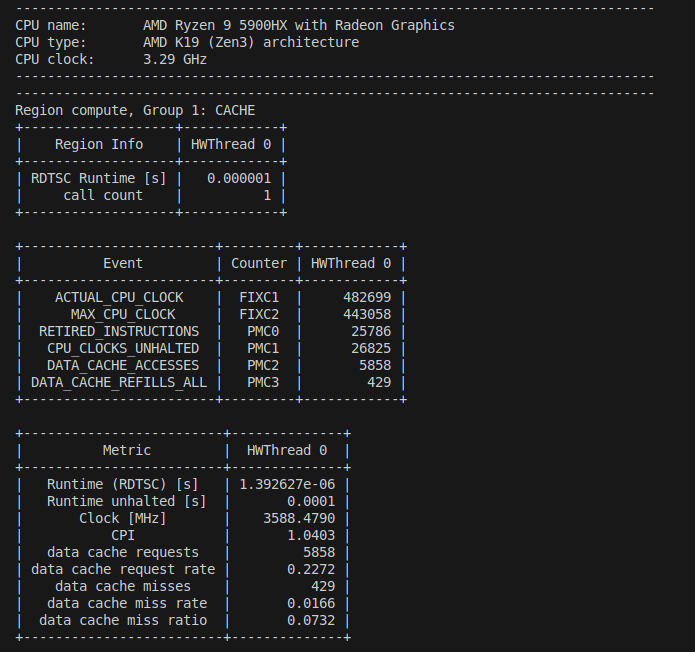 --------------------------------------------------------------------------------
CPU name:       AMD Ryzen 9 5900HX with Radeon Graphics
CPU type:       AMD K19 (Zen3) architecture
CPU clock:      3.29 GHz
--------------------------------------------------------------------------------
--------------------------------------------------------------------------------
Region compute, Group 1: CACHE
+-------------------+------------+
|    Region Info    | HWThread 0 |
+-------------------+------------+
| RDTSC Runtime [s] |   0.000001 |
|     call count    |          1 |
+-------------------+------------+

+------------------------+---------+------------+
|          Event         | Counter | HWThread 0 |
+------------------------+---------+------------+
|    ACTUAL_CPU_CLOCK    |  FIXC1  |     482699 |
|      MAX_CPU_CLOCK     |  FIXC2  |     443058 |
|  RETIRED_INSTRUCTIONS  |   PMC0  |      25786 |
|   CPU_CLOCKS_UNHALTED  |   PMC1  |      26825 |
|   DATA_CACHE_ACCESSES  |   PMC2  |       5858 |
| DATA_CACHE_REFILLS_ALL |   PMC3  |        429 |
+------------------------+---------+------------+

+-------------------------+--------------+
|          Metric         |  HWThread 0  |
+-------------------------+--------------+
|   Runtime (RDTSC) [s]   | 1.392627e-06 |
|   Runtime unhalted [s]  |       0.0001 |
|       Clock [MHz]       |    3588.4790 |
|           CPI           |       1.0403 |
|   data cache requests   |         5858 |
| data cache request rate |       0.2272 |
|    data cache misses    |          429 |
|   data cache miss rate  |       0.0166 |
|  data cache miss ratio  |       0.0732 |
+-------------------------+--------------+